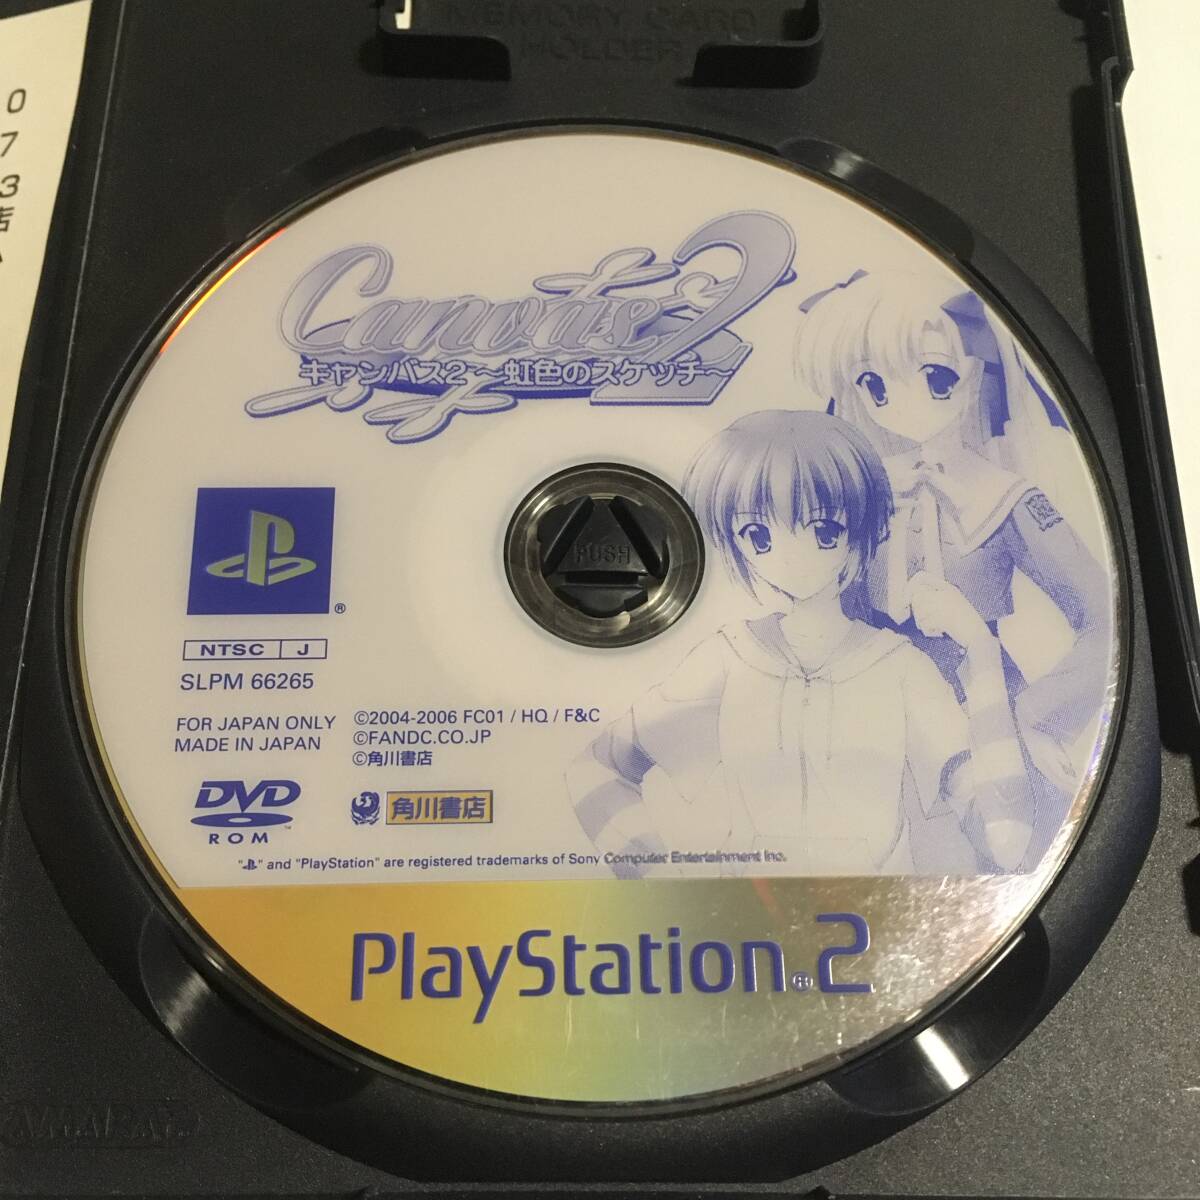 MEMORY CARD
HOLDER
0
7
3
店
Canvas2
キャンバス2～虹色のスケッチ～
PUSH
®
NTSC J
SLPM 66265
FOR JAPAN ONLY
MADE IN JAPAN
©2004-2006 FC01 / HQ / F&C
©FANDC.CO.JP
©角川書店
DVD
ROM
™
角川書店
" " and "PlayStation" are registered trademarks of Sony Computer Entertainment Inc.
PlayStation®2